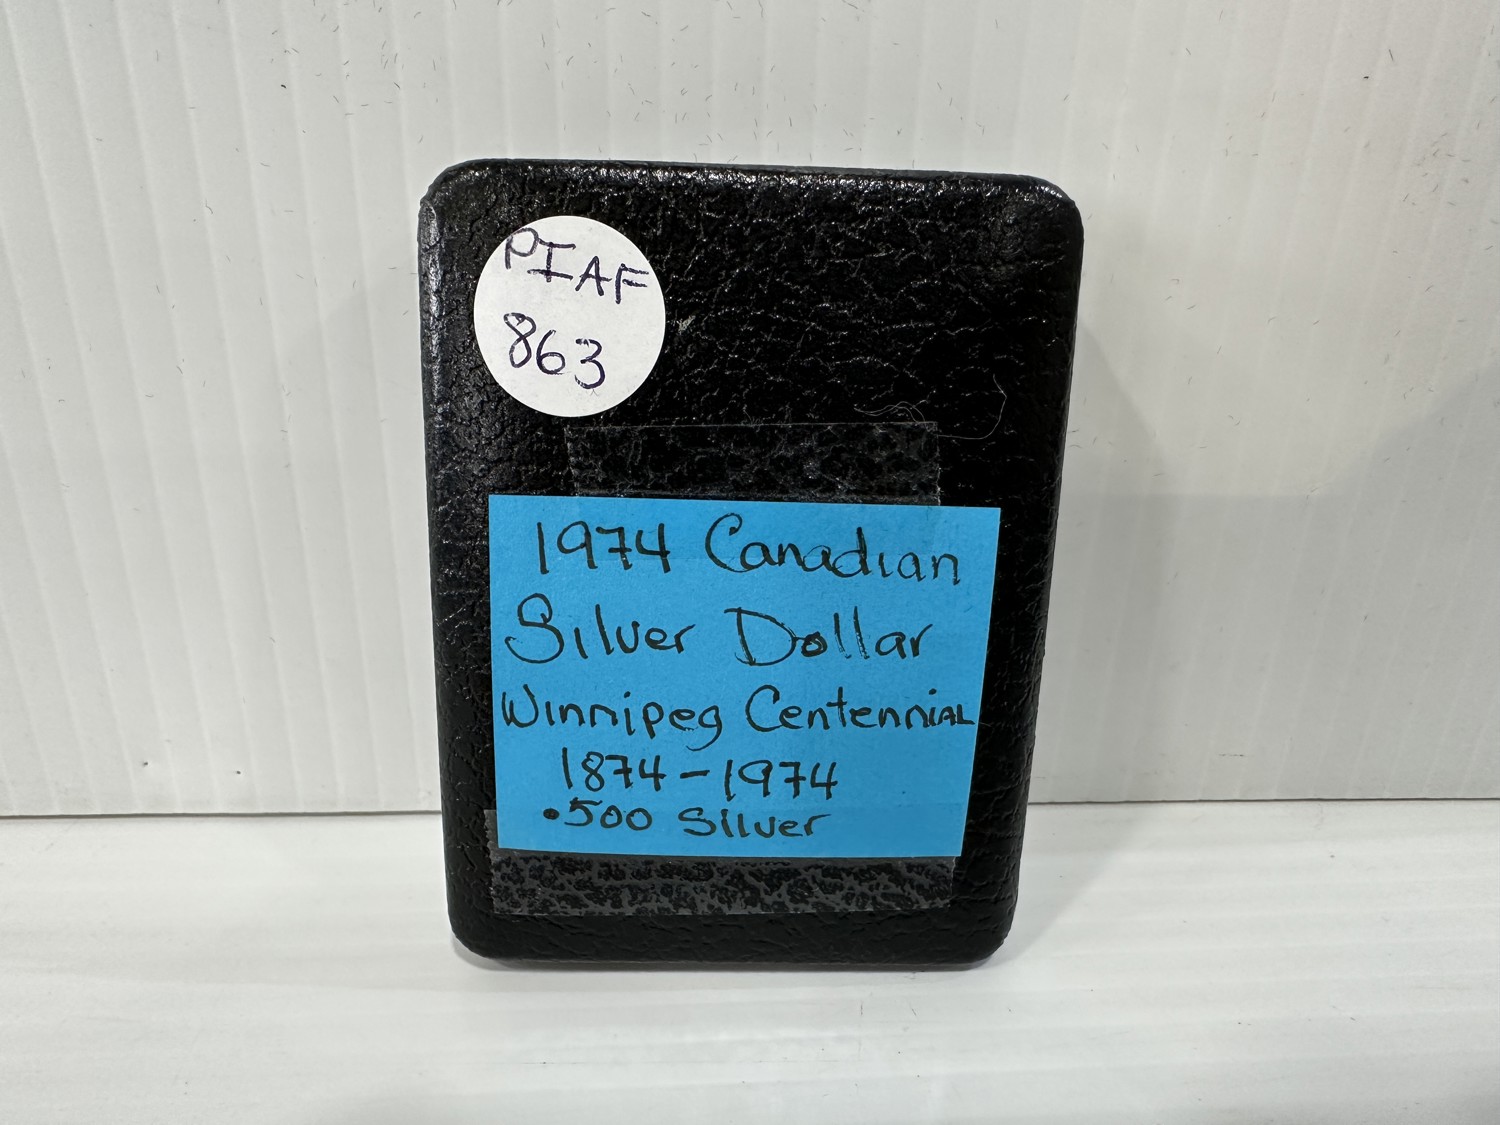 PIAF
863
1974 Canadian
Silver Dollar
Winnipeg Centennial
1874-1974
.500 Silver